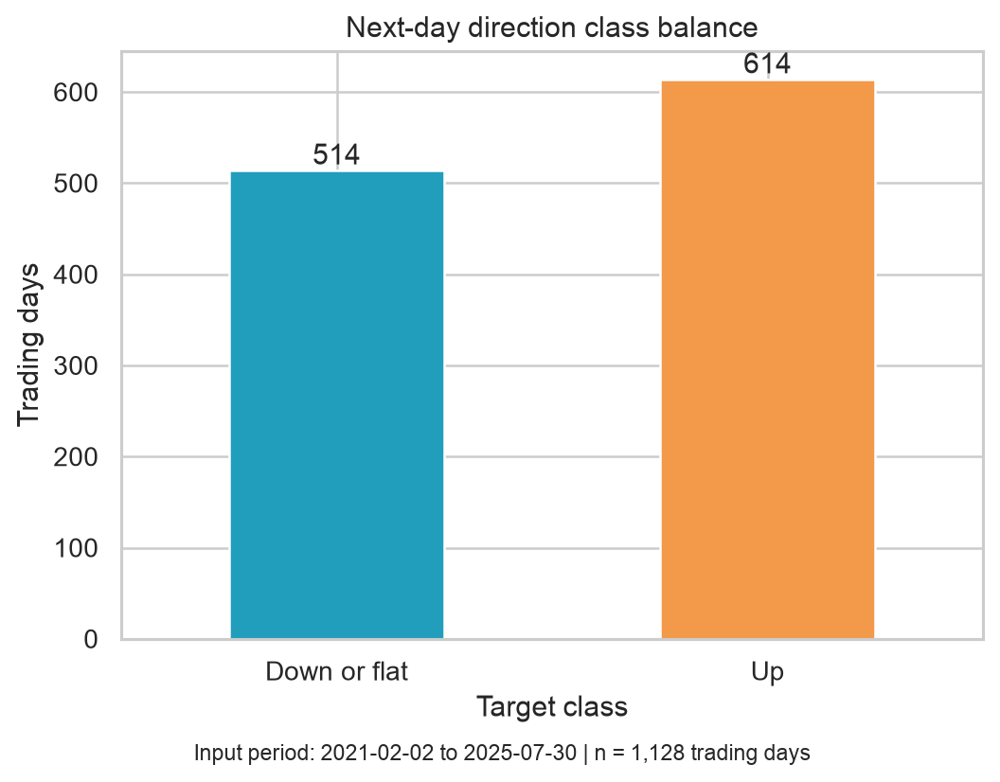 Next-day direction class balance
614
600
514
500
400
300
200
100
0
Trading days
Down or flat
Up
Target class
Input period: 2021-02-02 to 2025-07-30 | n = 1,128 trading days